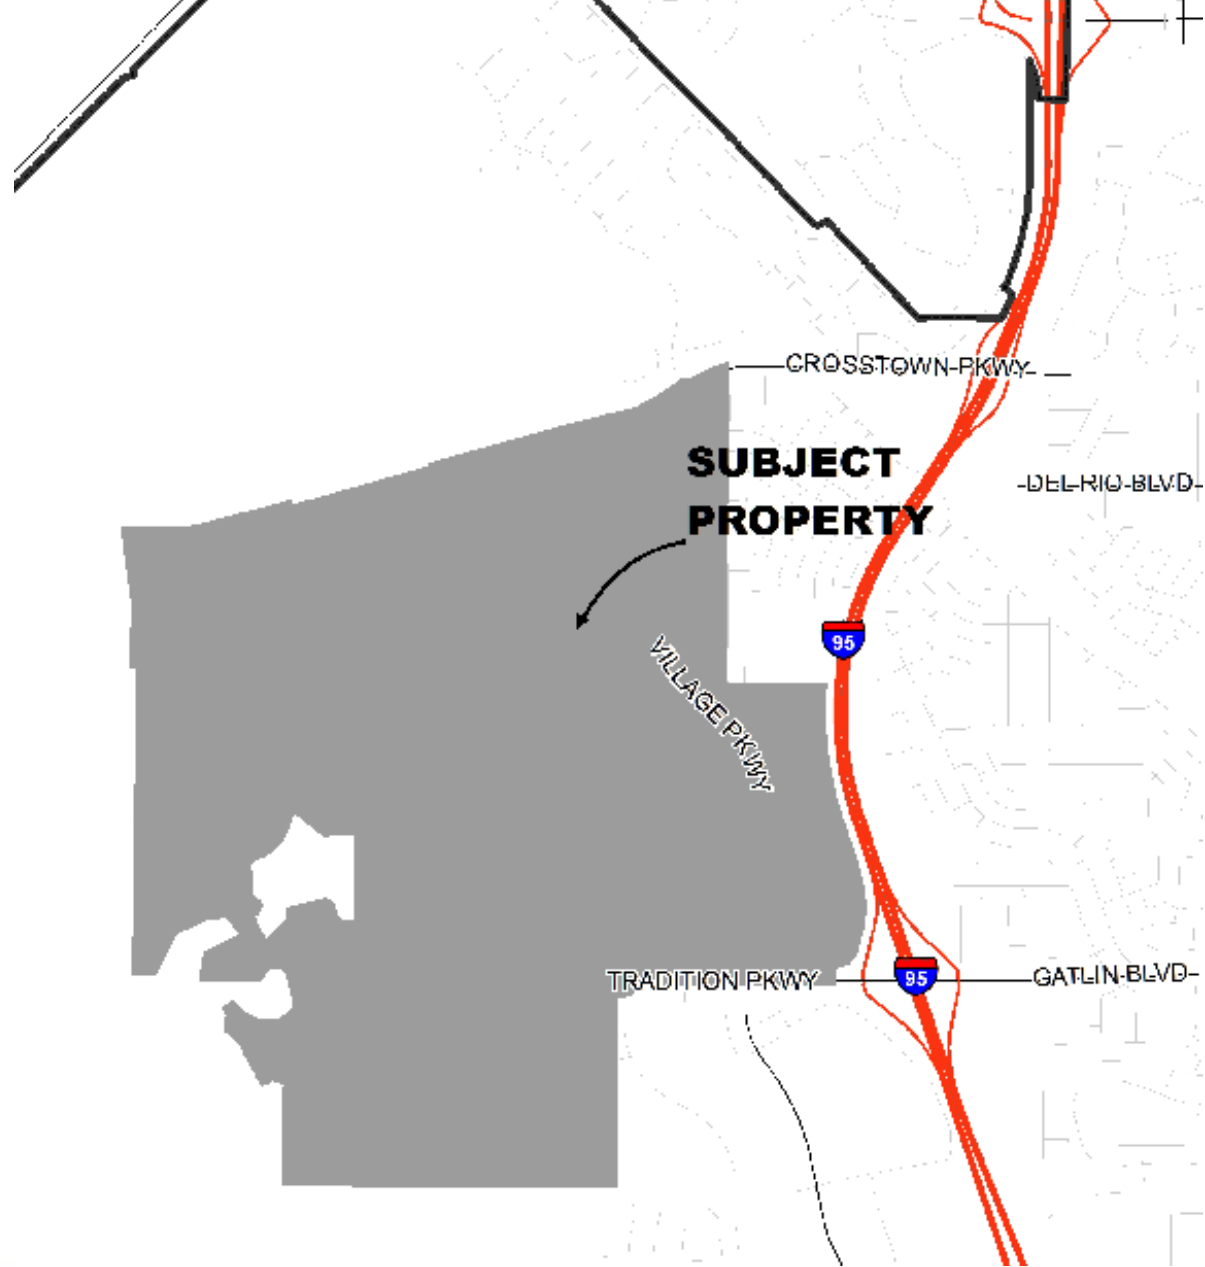 CROSSTOWN PKWY
SUBJECT
PROPERTY
DEL RIO BLVD
95
VILLAGE PKWY
TRADITION PKWY
95
GATLIN BLVD